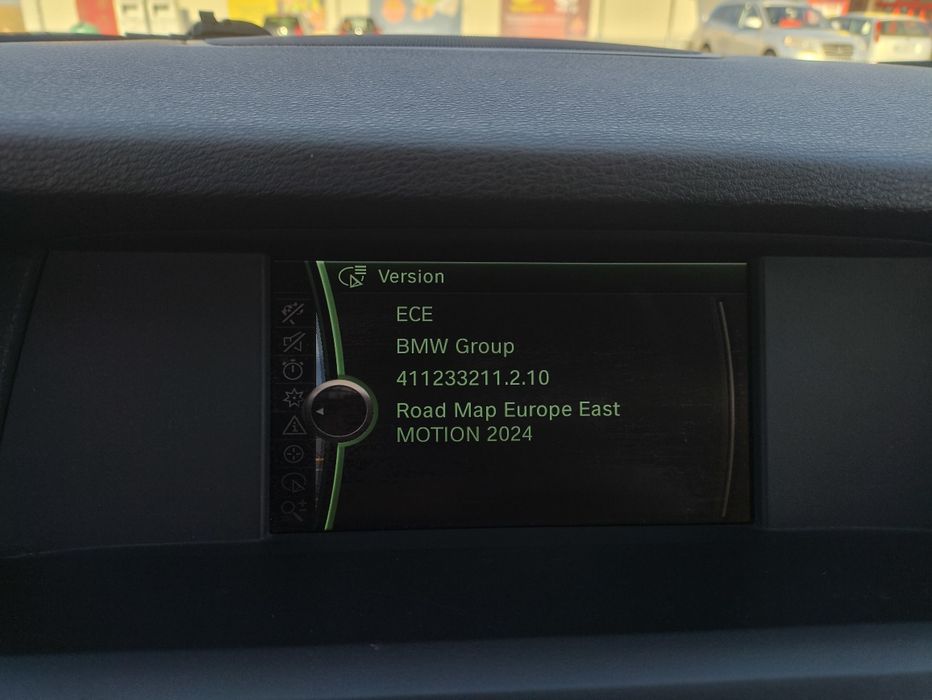 Version
ECE
BMW Group
411233211.2.10
Road Map Europe East
MOTION 2024